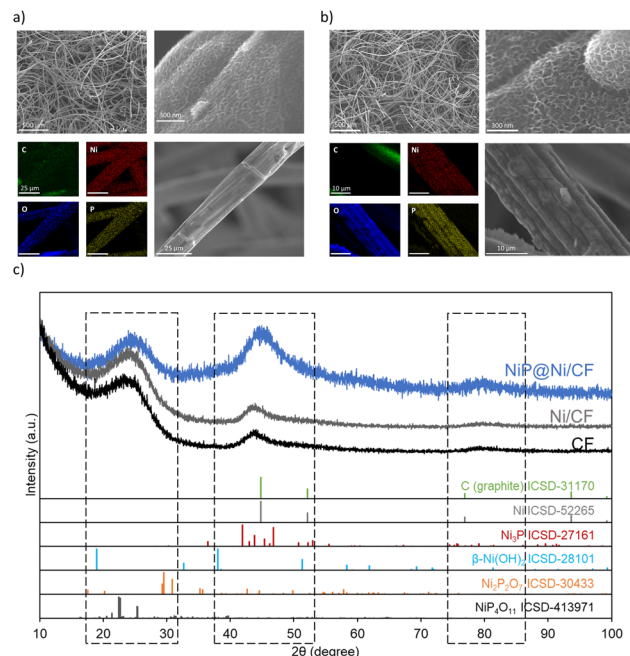 a)
b)
500 µm
300 nm
500 µm
300 nm
C
Ni
C
Ni
25 µm
10 µm
O
P
O
P
25 µm
10 µm
c)
NiP@Ni/CF
Ni/CF
CF
Intensity (a.u.)
C (graphite) ICSD-31170
Ni ICSD-52265
Ni₃P ICSD-27161
β-Ni(OH)₂ ICSD-28101
Ni₂P₂O₇ ICSD-30433
NiP₄O₁₁ ICSD-413971
10 20 30 40 50 60 70 80 90 100
2θ (degree)